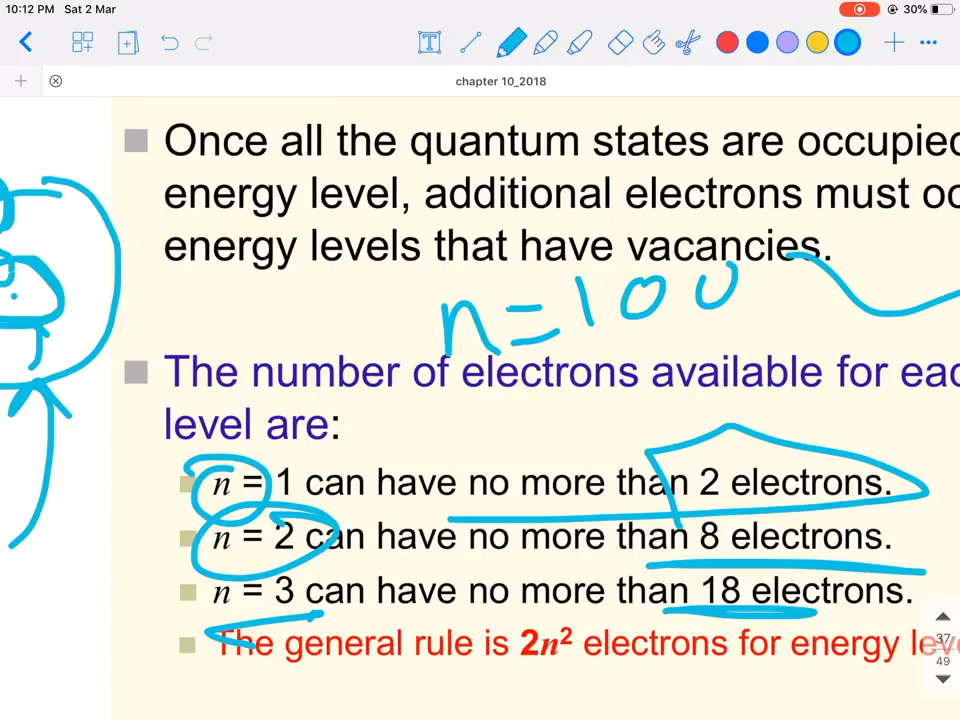 10:12 PM Sat 2 Mar 30%
chapter 10_2018
Once all the quantum states are occupied
energy level, additional electrons must oc
energy levels that have vacancies.
n=100
The number of electrons available for eac
level are:
n = 1 can have no more than 2 electrons.
n = 2 can have no more than 8 electrons.
n = 3 can have no more than 18 electrons.
The general rule is 2n² electrons for energy leve
37
49